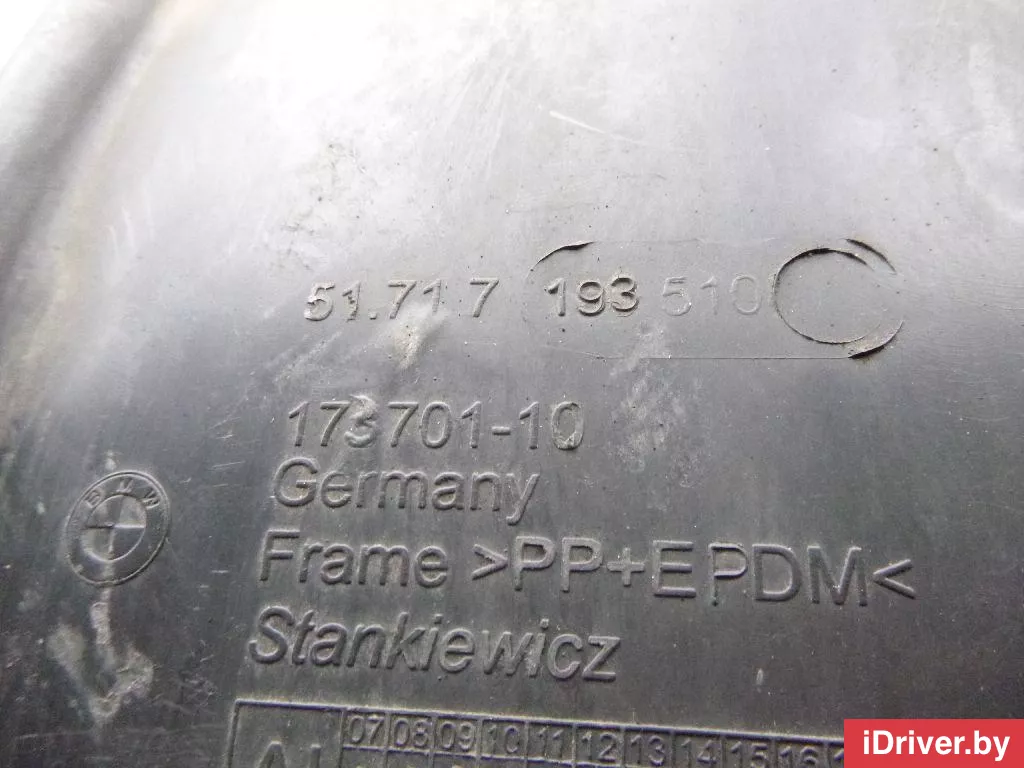 51.71 7 193 510
173701-10
Germany
BMW
Frame >PP+EPDM<
Stankiewicz
07 08 09 10 11 12 13 14 15 16
iDriver.by